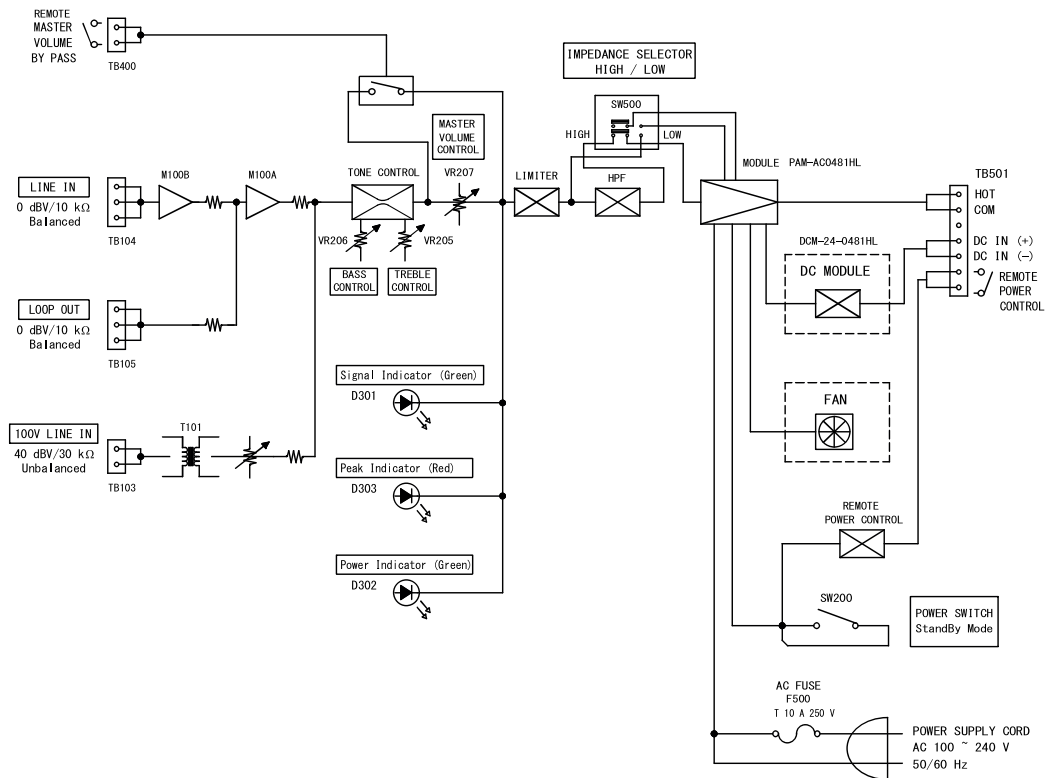 REMOTE
MASTER
VOLUME
BY PASS
TB400
IMPEDANCE SELECTOR
HIGH / LOW
SW500
HIGH
LOW
MASTER
VOLUME
CONTROL
VR207
MODULE PAM-AC0481HL
TB501
HOT
COM
DC IN (+)
DC IN (-)
REMOTE
POWER
CONTROL
LINE IN
0 dBV/10 kΩ
Balanced
TB104
M100B
M100A
TONE CONTROL
VR206
VR205
BASS
CONTROL
TREBLE
CONTROL
LIMITER
HPF
DCM-24-0481HL
DC MODULE
LOOP OUT
0 dBV/10 kΩ
Balanced
TB105
Signal Indicator (Green)
D301
FAN
100V LINE IN
40 dBV/30 kΩ
Unbalanced
TB103
T101
Peak Indicator (Red)
D303
REMOTE
POWER CONTROL
Power Indicator (Green)
D302
SW200
POWER SWITCH
StandBy Mode
AC FUSE
F500
T 10 A 250 V
POWER SUPPLY CORD
AC 100 ~ 240 V
50/60 Hz